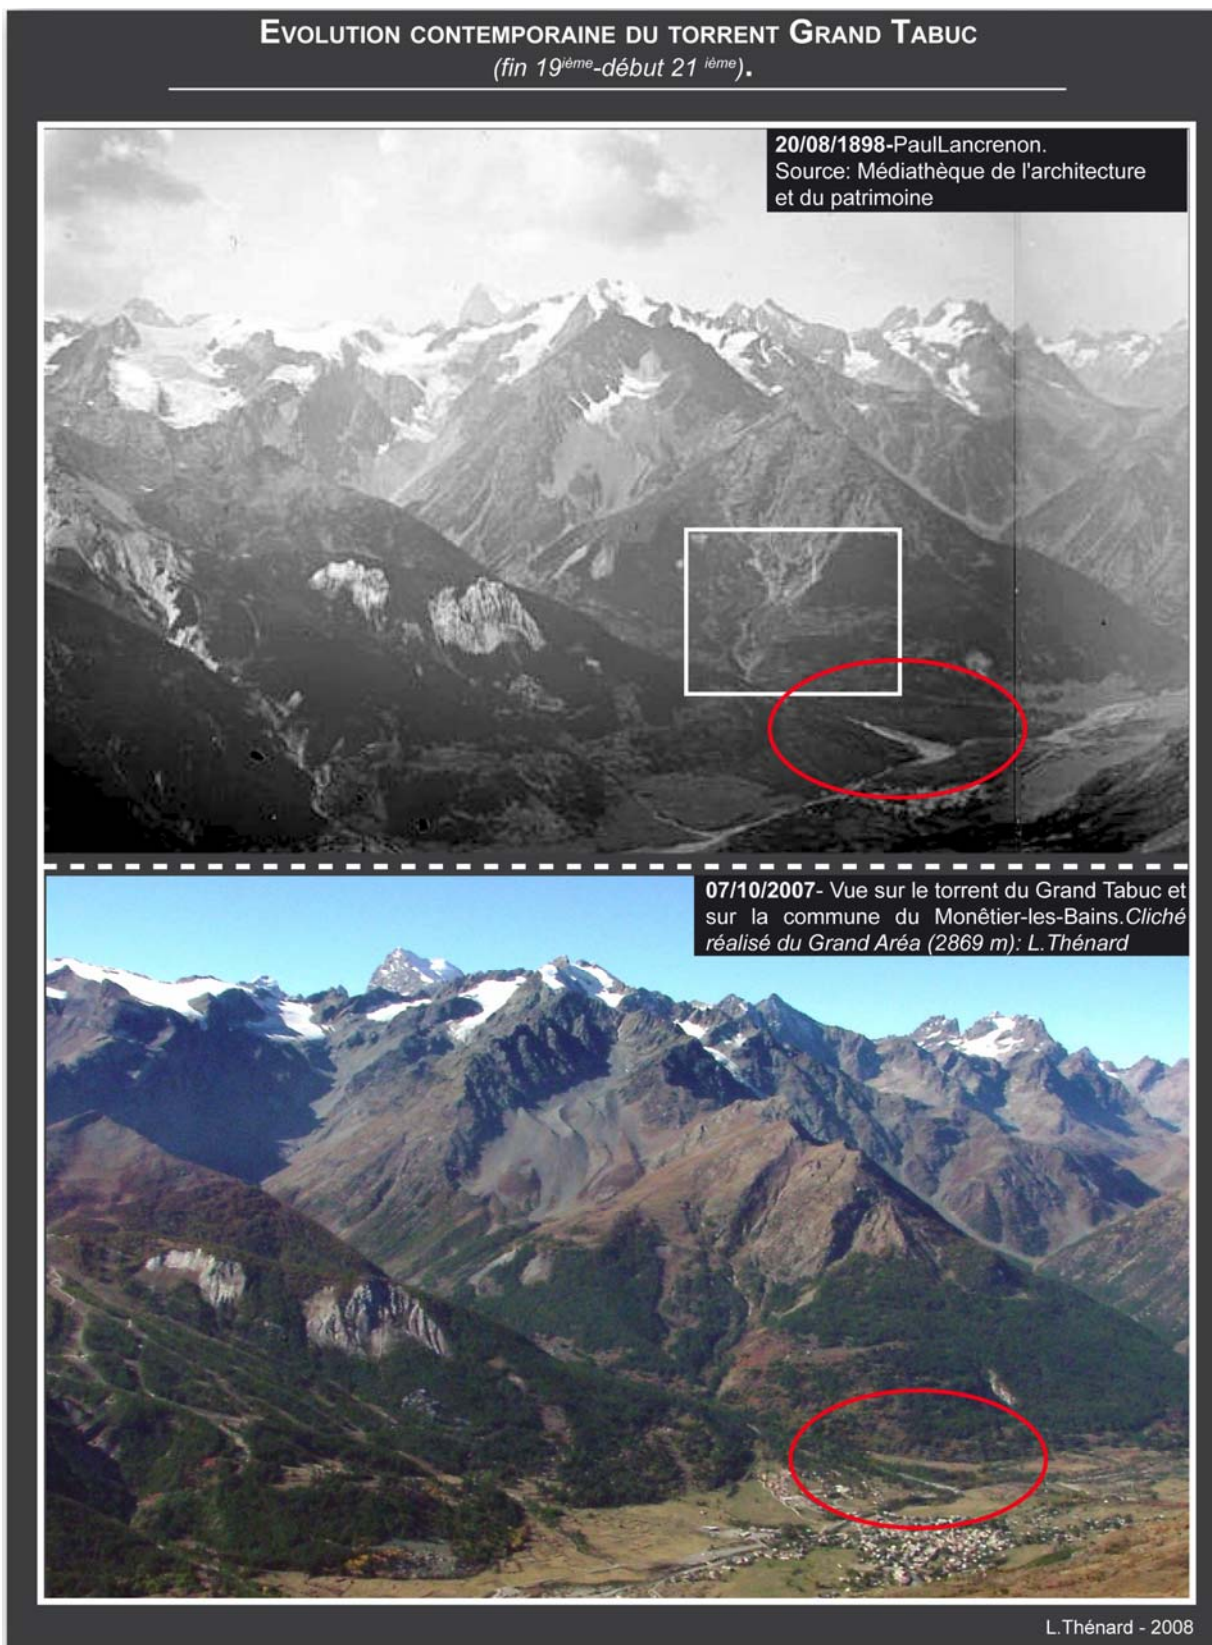 EVOLUTION CONTEMPORAINE DU TORRENT GRAND TABUC
(fin 19ième-début 21 ième).
20/08/1898-PaulLancrenon.
Source: Médiathèque de l'architecture
et du patrimoine
07/10/2007- Vue sur le torrent du Grand Tabuc et
sur la commune du Monêtier-les-Bains.Cliché
réalisé du Grand Aréa (2869 m): L.Thénard
L.Thénard - 2008